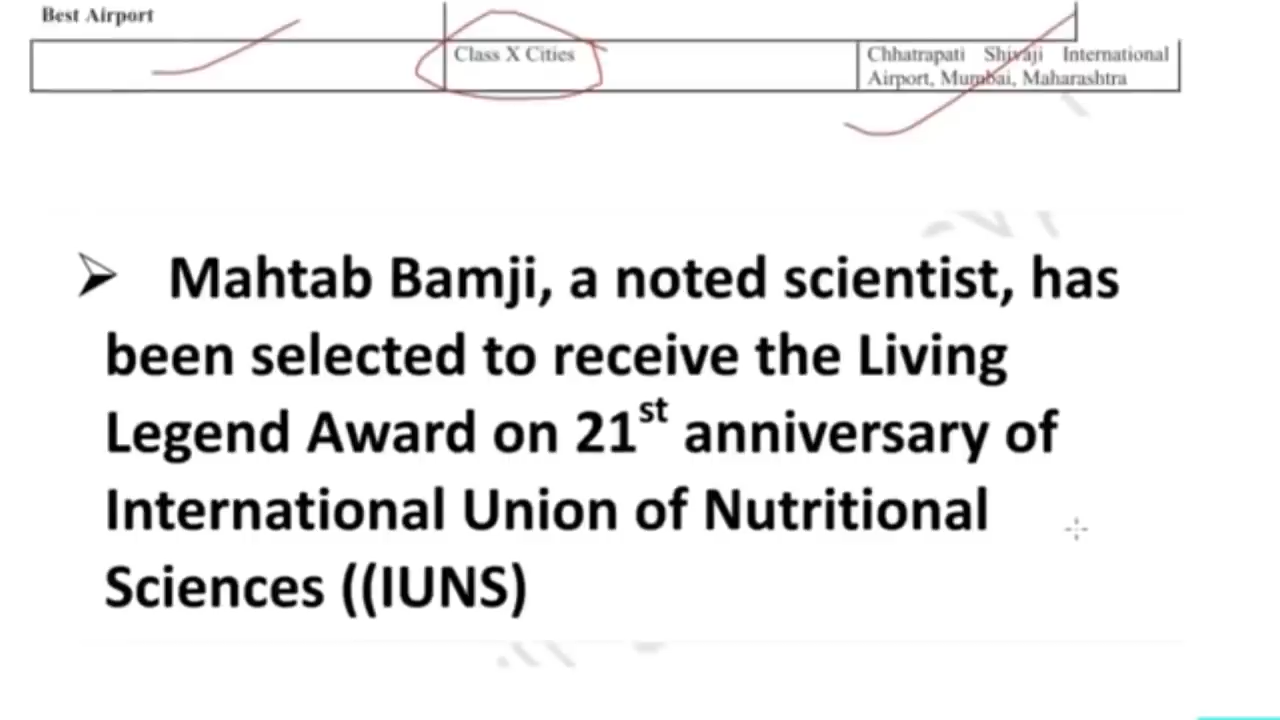 Best Airport
Class X Cities
Chhatrapati Shivaji International
Airport, Mumbai, Maharashtra
➢ Mahtab Bamji, a noted scientist, has
been selected to receive the Living
Legend Award on 21st anniversary of
International Union of Nutritional
Sciences ((IUNS)